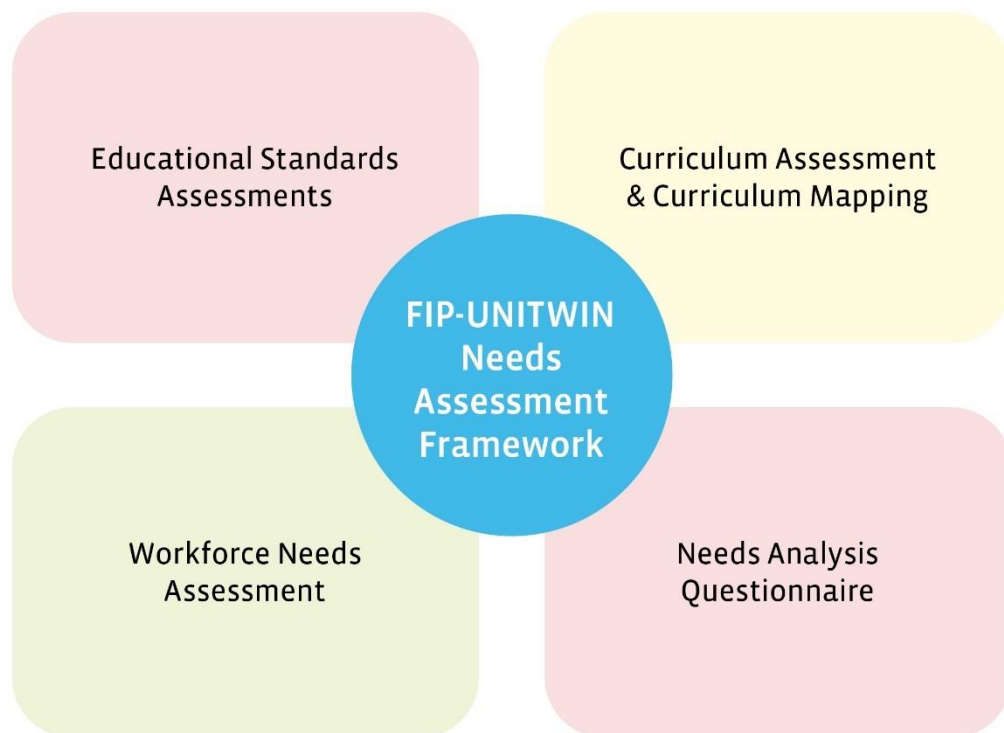 Educational Standards
Assessments
Curriculum Assessment
& Curriculum Mapping
FIP-UNITWIN
Needs
Assessment
Framework
Workforce Needs
Assessment
Needs Analysis
Questionnaire